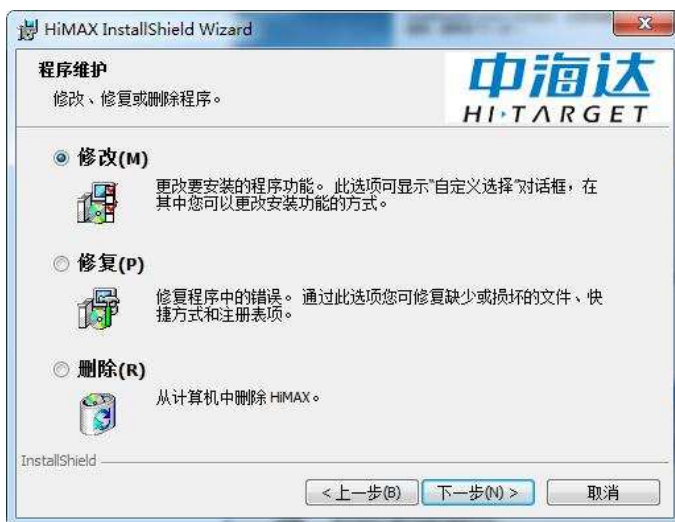 HiMAX InstallShield Wizard
程序维护
修改、修复或删除程序。
中海达
HI·TARGET
修改(M)
更改要安装的程序功能。 此选项可显示"自定义选择"对话框，在
其中您可以更改安装功能的方式。
修复(P)
修复程序中的错误。 通过此选项您可修复缺少或损坏的文件、快
捷方式和注册表项。
删除(R)
从计算机中删除 HiMAX。
InstallShield
<上一步(B) 下一步(N) > 取消